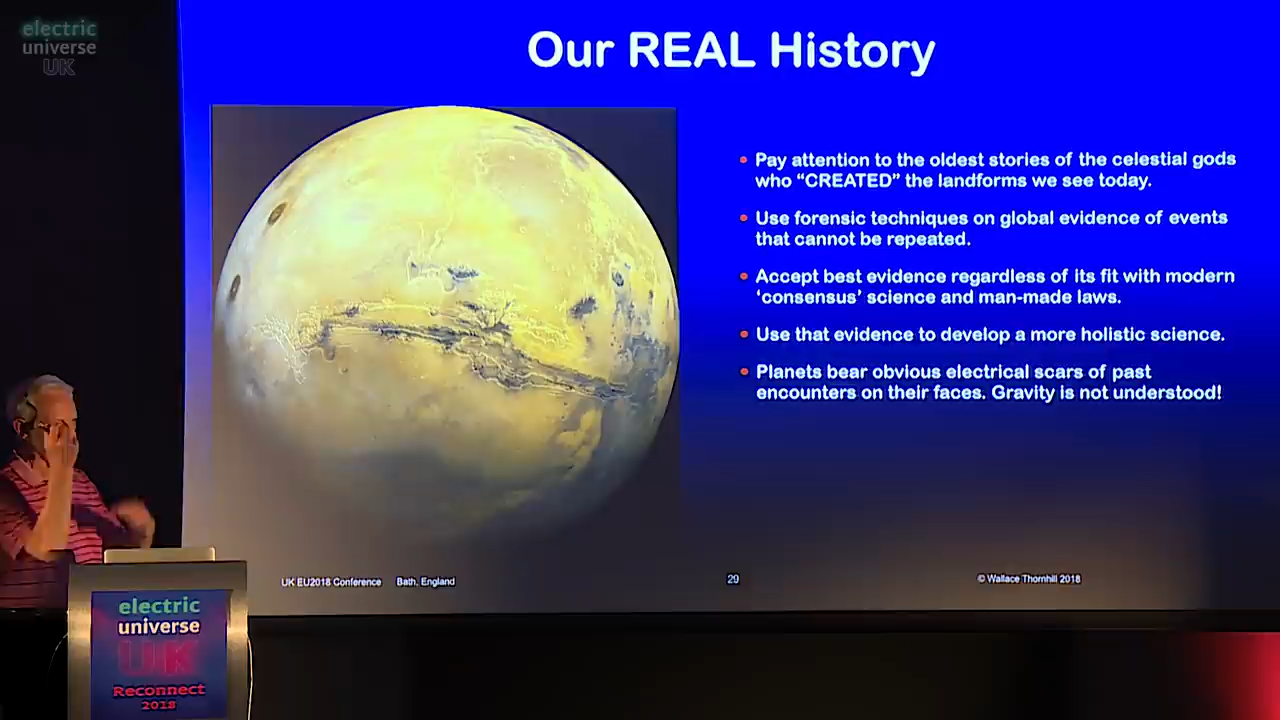 electric
universe
UK
Our REAL History
• Pay attention to the oldest stories of the celestial gods
who “CREATED” the landforms we see today.
• Use forensic techniques on global evidence of events
that cannot be repeated.
• Accept best evidence regardless of its fit with modern
‘consensus’ science and man-made laws.
• Use that evidence to develop a more holistic science.
• Planets bear obvious electrical scars of past
encounters on their faces. Gravity is not understood!
UK EU2018 Conference Bath, England
29
© Wallace Thornhill 2018
electric
universe
UK
Reconnect
2018